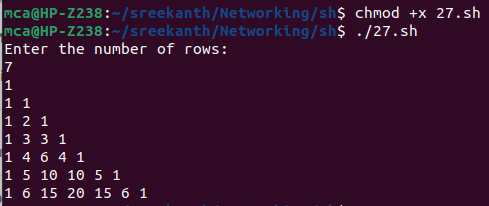 mca@HP-Z238:~/sreekanth/Networking/sh$ chmod +x 27.sh
mca@HP-Z238:~/sreekanth/Networking/sh$ ./27.sh
Enter the number of rows:
7
1
1 1
1 2 1
1 3 3 1
1 4 6 4 1
1 5 10 10 5 1
1 6 15 20 15 6 1